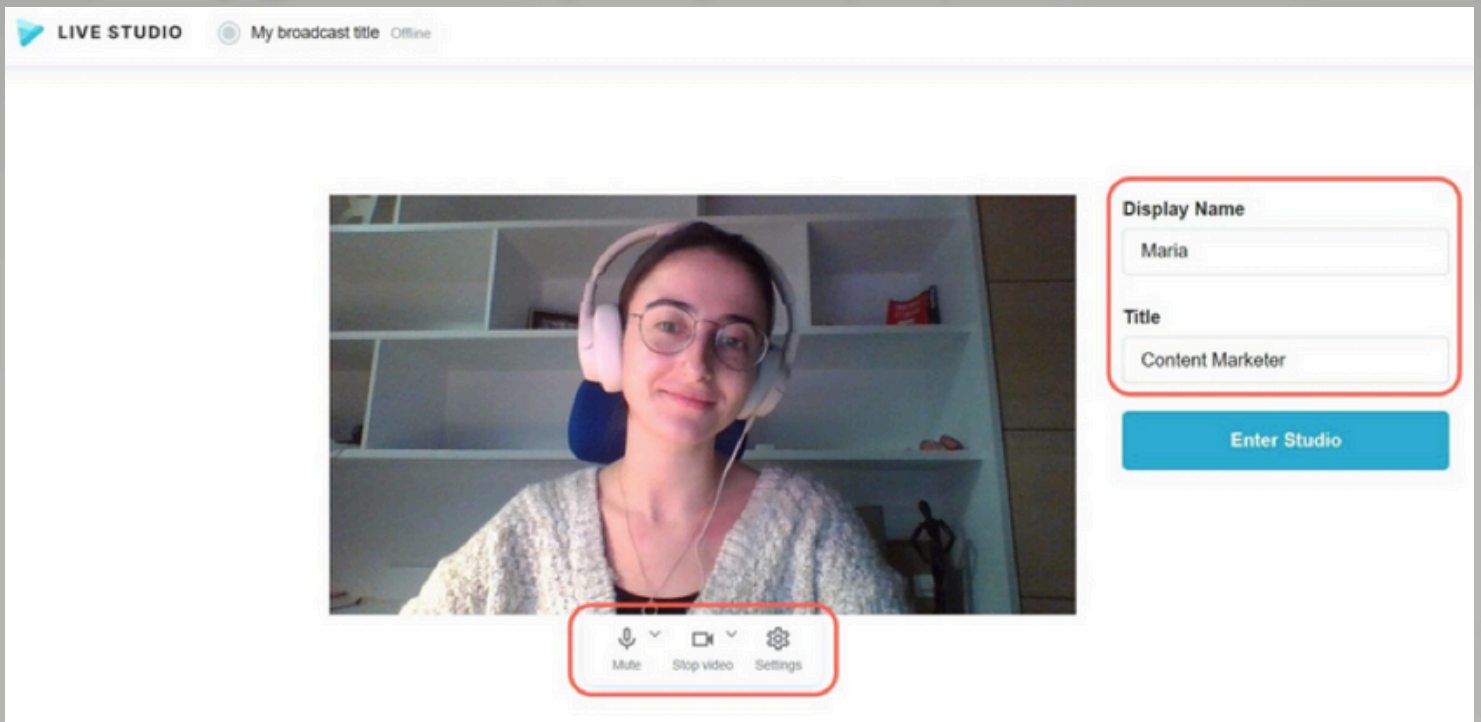 LIVE STUDIO
My broadcast title Offline
Display Name
Maria
Title
Content Marketer
Enter Studio
Mute
Stop video
Settings